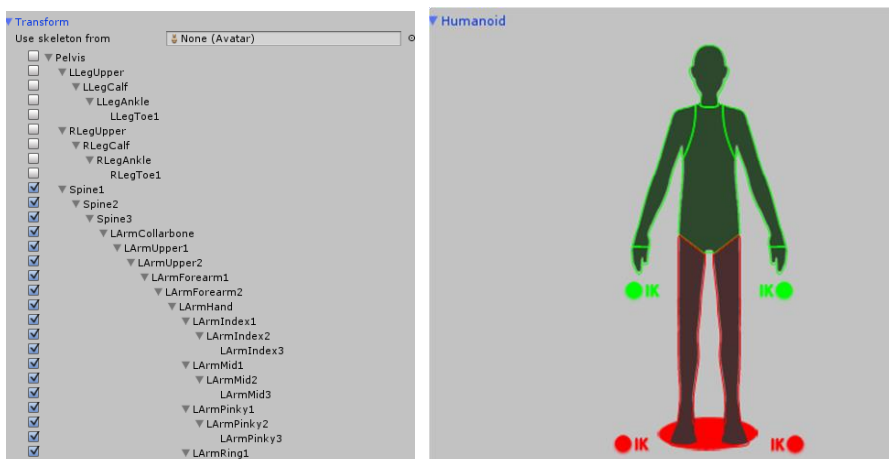 Transform
Use skeleton from
None (Avatar)
Pelvis
LLegUpper
LLegCalf
LLegAnkle
LLegToe1
RLegUpper
RLegCalf
RLegAnkle
RLegToe1
Spine1
Spine2
Spine3
LArmCollarbone
LArmUpper1
LArmUpper2
LArmForearm1
LArmForearm2
LArmHand
LArmIndex1
LArmIndex2
LArmIndex3
LArmMid1
LArmMid2
LArmMid3
LArmPinky1
LArmPinky2
LArmPinky3
LArmRing1
Humanoid
IK
IK
IK
IK